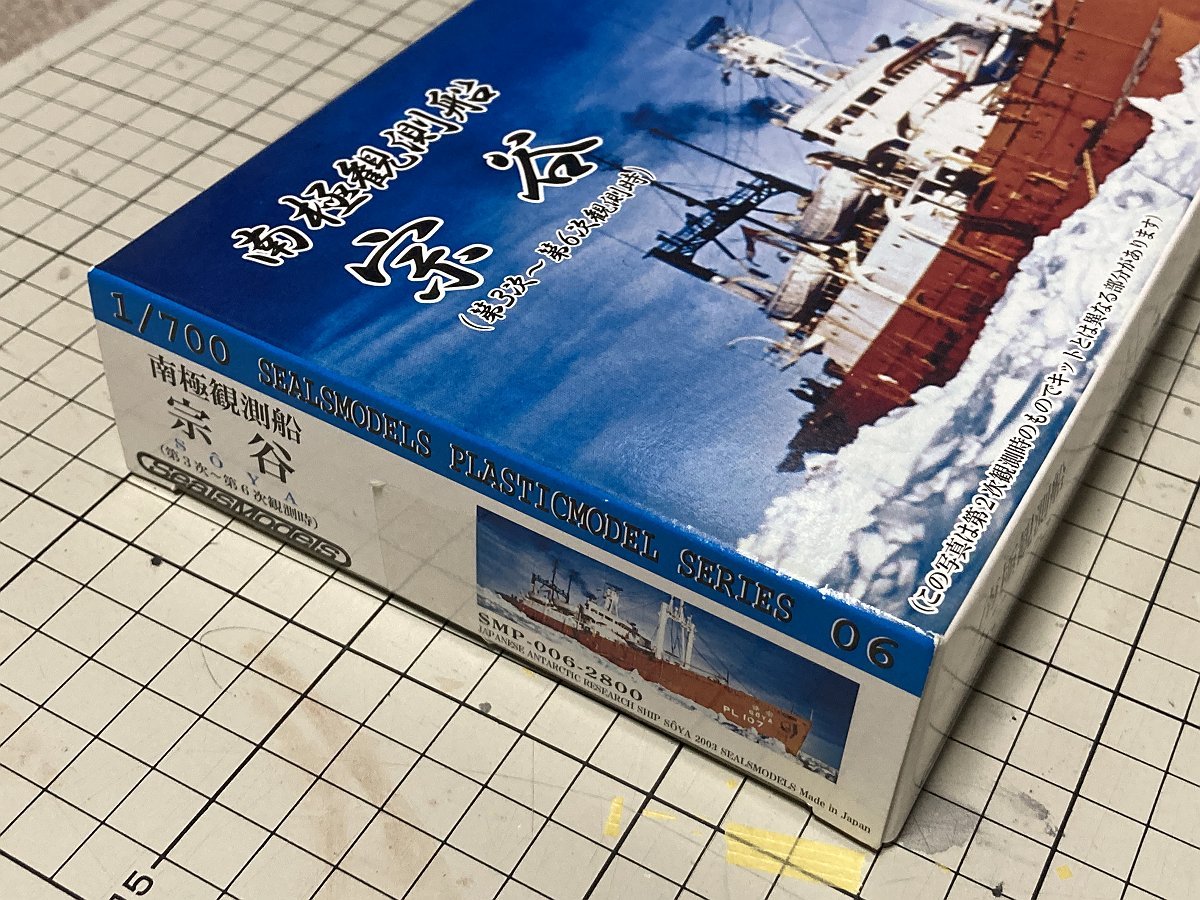 南極観測船
宗谷
(第3次〜第6次観測時)
(この写真は第2次観測時のものでキットとは異なる部分があります)
1/700 SEALSMODELS PLASTICMODEL SERIES 06
南極観測船
宗谷
SOYA
(第3次〜第6次観測時)
SealsModels
SMP-006-2800
JAPANESE ANTARCTIC RESEARCH SHIP SŌYA 2003 SEALSMODELS Made in Japan
SOYA
PL107
15